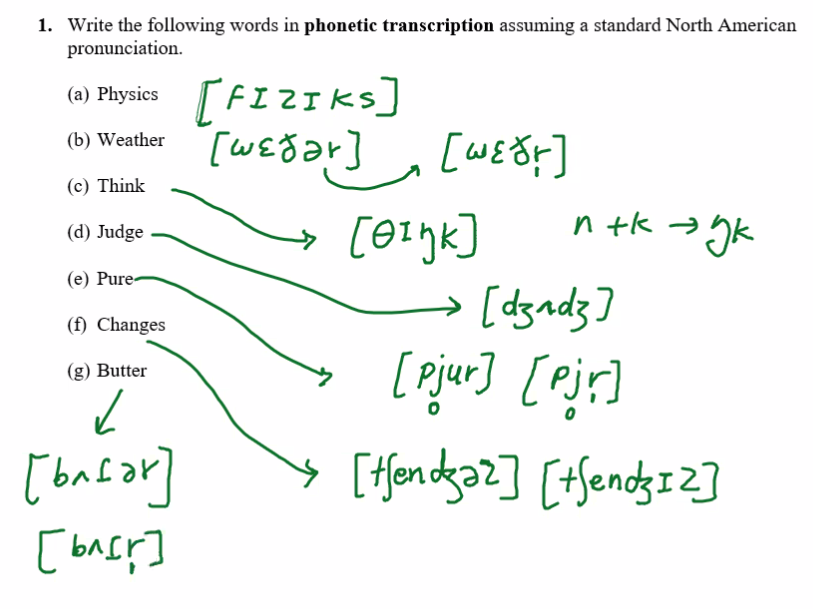 1. Write the following words in phonetic transcription assuming a standard North American
pronunciation.
(a) Physics [fɪzɪks]
(b) Weather [wɛðər] [wɛðr̩]
(c) Think [θɪŋk] n + k → ŋk
(d) Judge [dʒʌdʒ]
(e) Pure [pj̥ur] [pj̥r̩]
(f) Changes [tʃendʒəz] [tʃendʒɪz]
(g) Butter
[bʌɾər]
[bʌɾr̩]